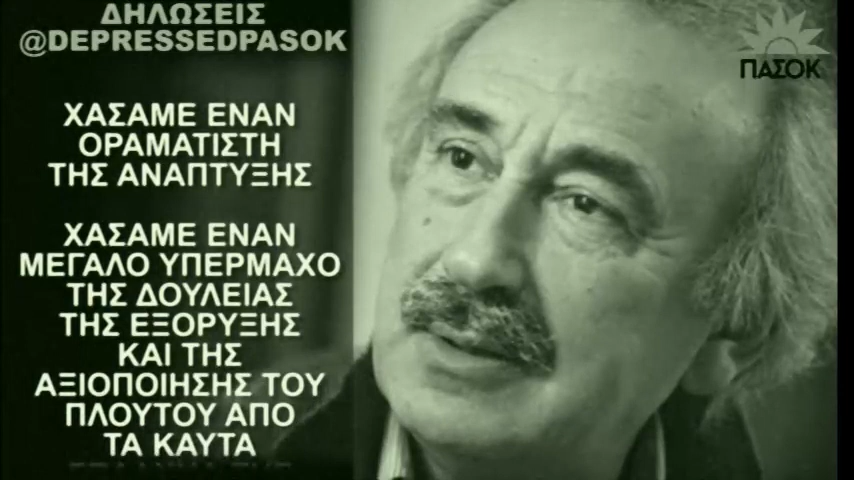 ΔΗΛΩΣΕΙΣ
@DEPRESSEDPASOK
ΠΑΣΟΚ
ΧΑΣΑΜΕ ΕΝΑΝ
ΟΡΑΜΑΤΙΣΤΗ
ΤΗΣ ΑΝΑΠΤΥΞΗΣ
ΧΑΣΑΜΕ ΕΝΑΝ
ΜΕΓΑΛΟ ΥΠΕΡΜΑΧΟ
ΤΗΣ ΔΟΥΛΕΙΑΣ
ΤΗΣ ΕΞΟΡΥΞΗΣ
ΚΑΙ ΤΗΣ
ΑΞΙΟΠΟΙΗΣΗΣ ΤΟΥ
ΠΛΟΥΤΟΥ ΑΠΟ
ΤΑ ΚΑΥΤΑ